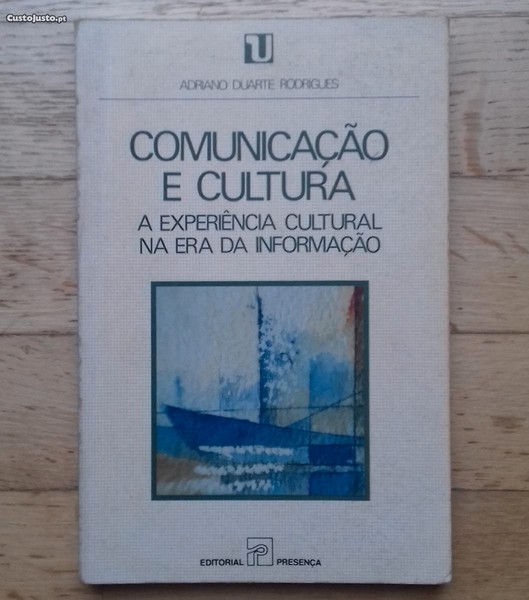 CustoJusto.pt
U
ADRIANO DUARTE RODRIGUES
COMUNICAÇÃO
E CULTURA
A EXPERIÊNCIA CULTURAL
NA ERA DA INFORMAÇÃO
EDITORIAL P PRESENÇA